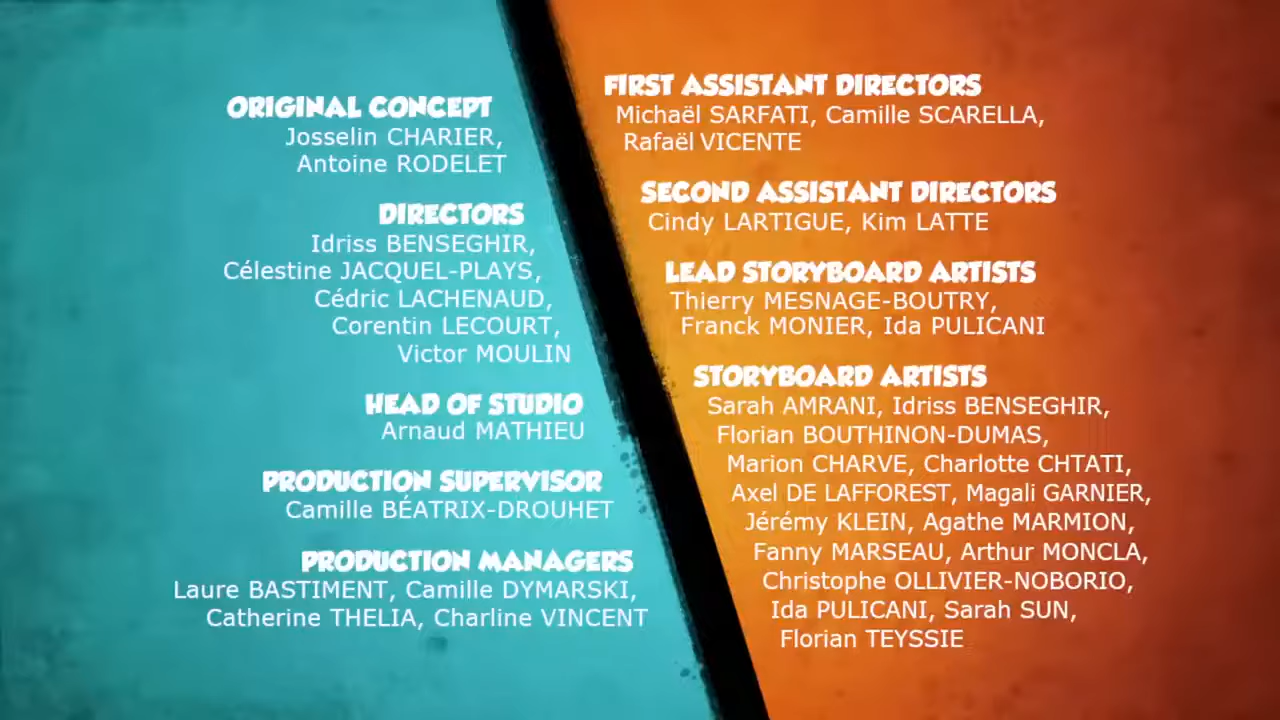 ORIGINAL CONCEPT
Josselin CHARIER,
Antoine RODELET
DIRECTORS
Idriss BENSEGHIR,
Célestine JACQUEL-PLAYS,
Cédric LACHENAUD,
Corentin LECOURT,
Victor MOULIN
HEAD OF STUDIO
Arnaud MATHIEU
PRODUCTION SUPERVISOR
Camille BÉATRIX-DROUHET
PRODUCTION MANAGERS
Laure BASTIMENT, Camille DYMARSKI,
Catherine THELIA, Charline VINCENT
FIRST ASSISTANT DIRECTORS
Michaël SARFATI, Camille SCARELLA,
Rafaël VICENTE
SECOND ASSISTANT DIRECTORS
Cindy LARTIGUE, Kim LATTE
LEAD STORYBOARD ARTISTS
Thierry MESNAGE-BOUTRY,
Franck MONIER, Ida PULICANI
STORYBOARD ARTISTS
Sarah AMRANI, Idriss BENSEGHIR,
Florian BOUTHINON-DUMAS,
Marion CHARVE, Charlotte CHTATI,
Axel DE LAFFOREST, Magali GARNIER,
Jérémy KLEIN, Agathe MARMION,
Fanny MARSEAU, Arthur MONCLA,
Christophe OLLIVIER-NOBORIO,
Ida PULICANI, Sarah SUN,
Florian TEYSSIE